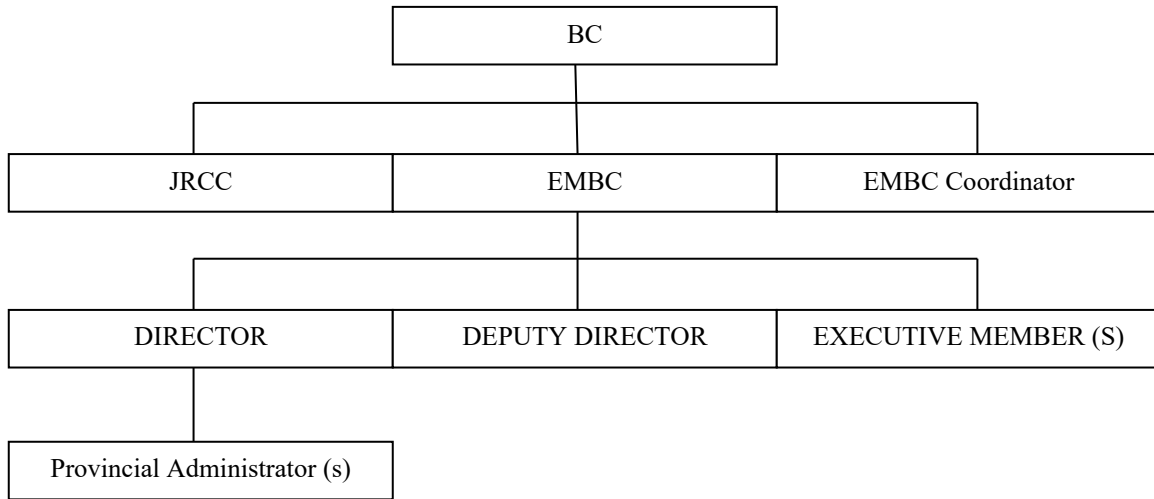 BC
JRCC
EMBC
EMBC Coordinator
DIRECTOR
DEPUTY DIRECTOR
EXECUTIVE MEMBER (S)
Provincial Administrator (s)